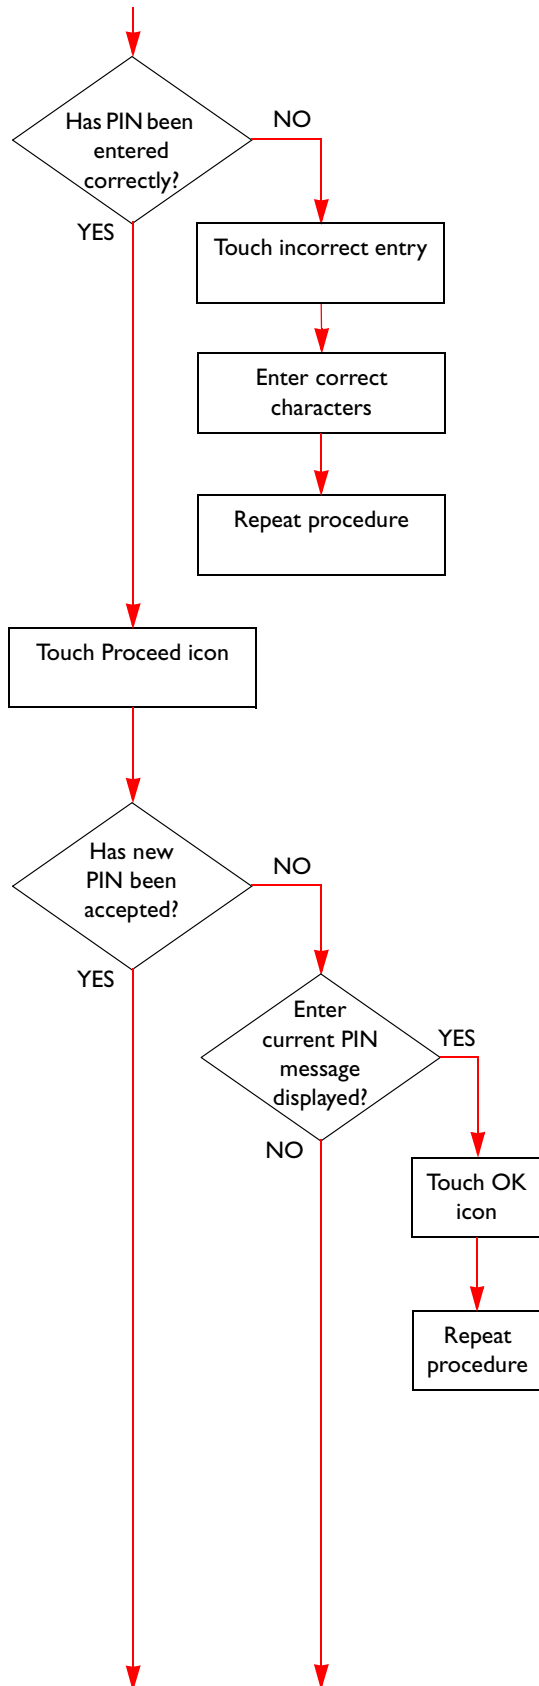 Has PIN been
entered
correctly?
NO
YES
Touch incorrect entry
Enter correct
characters
Repeat procedure
Touch Proceed icon
Has new
PIN been
accepted?
NO
YES
Enter
current PIN
message
displayed?
YES
NO
Touch OK
icon
Repeat
procedure